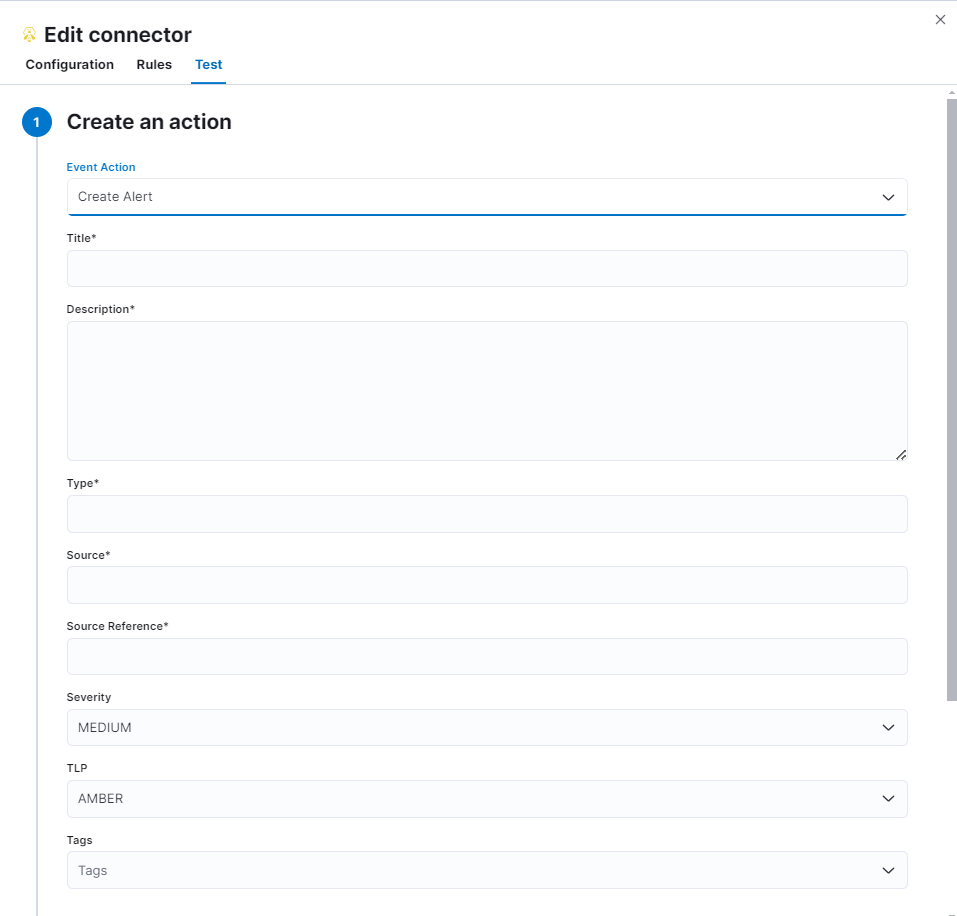 Edit connector
Configuration Rules Test
1 Create an action
Event Action
Create Alert
Title*
Description*
Type*
Source*
Source Reference*
Severity
MEDIUM
TLP
AMBER
Tags
Tags